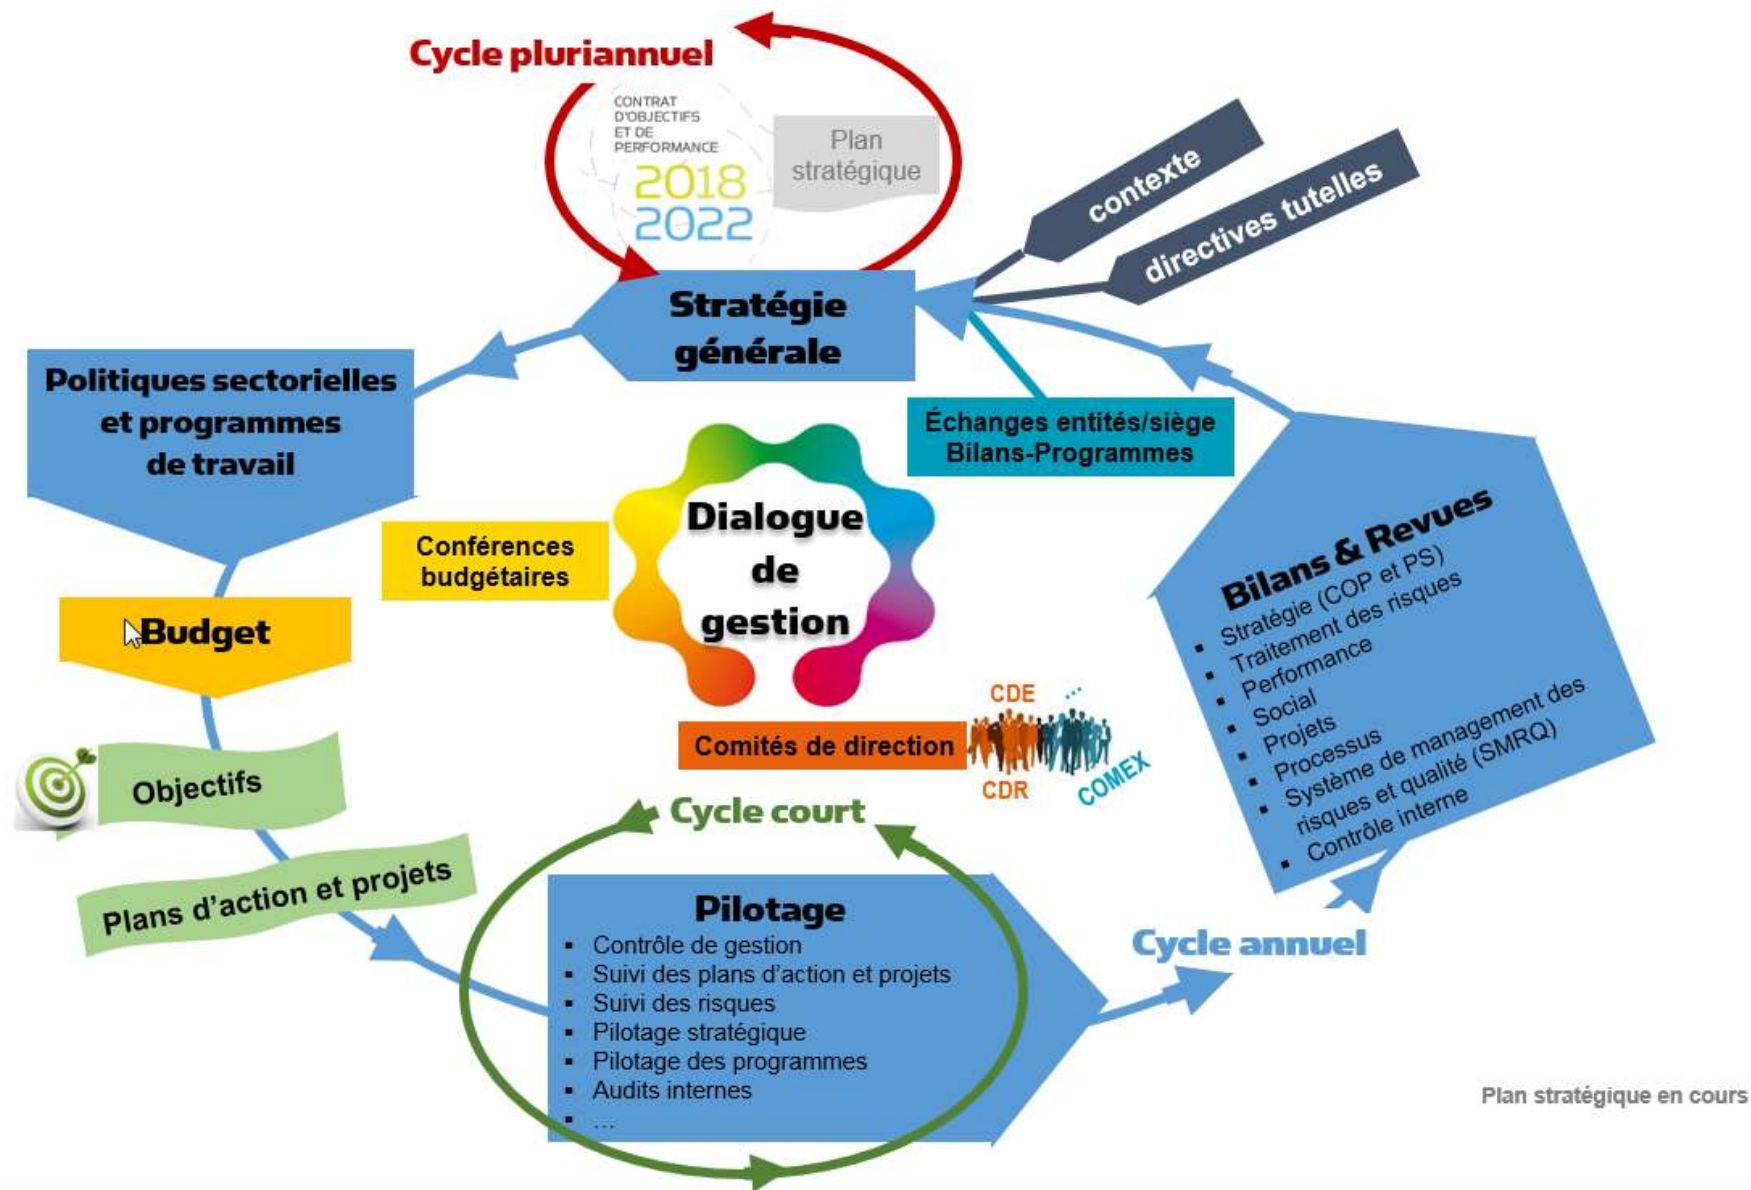 Cycle pluriannuel
CONTRAT
D'OBJECTIFS
ET DE
PERFORMANCE
2018
2022
Plan
stratégique
contexte
directives tutelles
Stratégie
générale
Politiques sectorielles
et programmes
de travail
Échanges entités/siège
Bilans-Programmes
Conférences
budgétaires
Dialogue
de
gestion
Budget
Bilans & Revues
▪ Stratégie (COP et PS)
▪ Traitement des risques
▪ Performance
▪ Social
▪ Projets
▪ Processus
▪ Système de management des
risques et qualité (SMRQ)
▪ Contrôle interne
Comités de direction
CDE
...
CDR
COMEX
Objectifs
Plans d'action et projets
Cycle court
Pilotage
▪ Contrôle de gestion
▪ Suivi des plans d'action et projets
▪ Suivi des risques
▪ Pilotage stratégique
▪ Pilotage des programmes
▪ Audits internes
▪ ...
Cycle annuel
Plan stratégique en cours